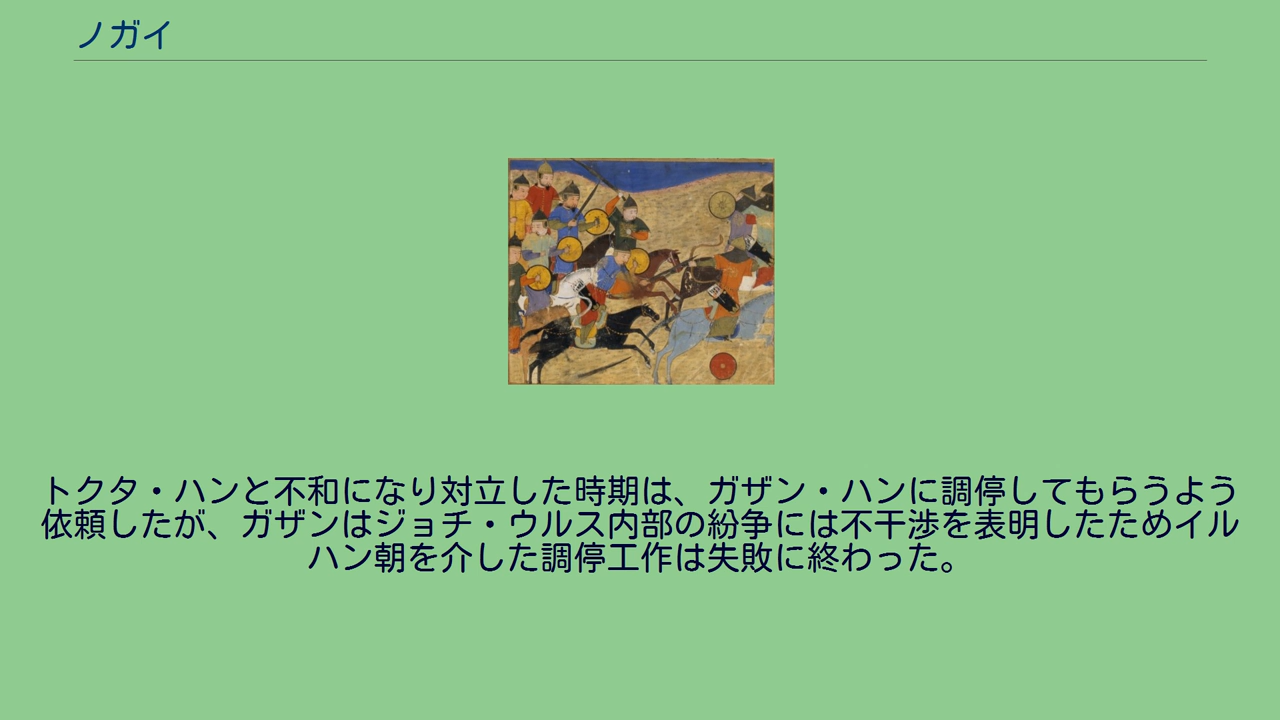 ノガイ
トクタ・ハンと不和になり対立した時期は、ガザン・ハンに調停してもらうよう
依頼したが、ガザンはジョチ・ウルス内部の紛争には不干渉を表明したためイル
ハン朝を介した調停工作は失敗に終わった。